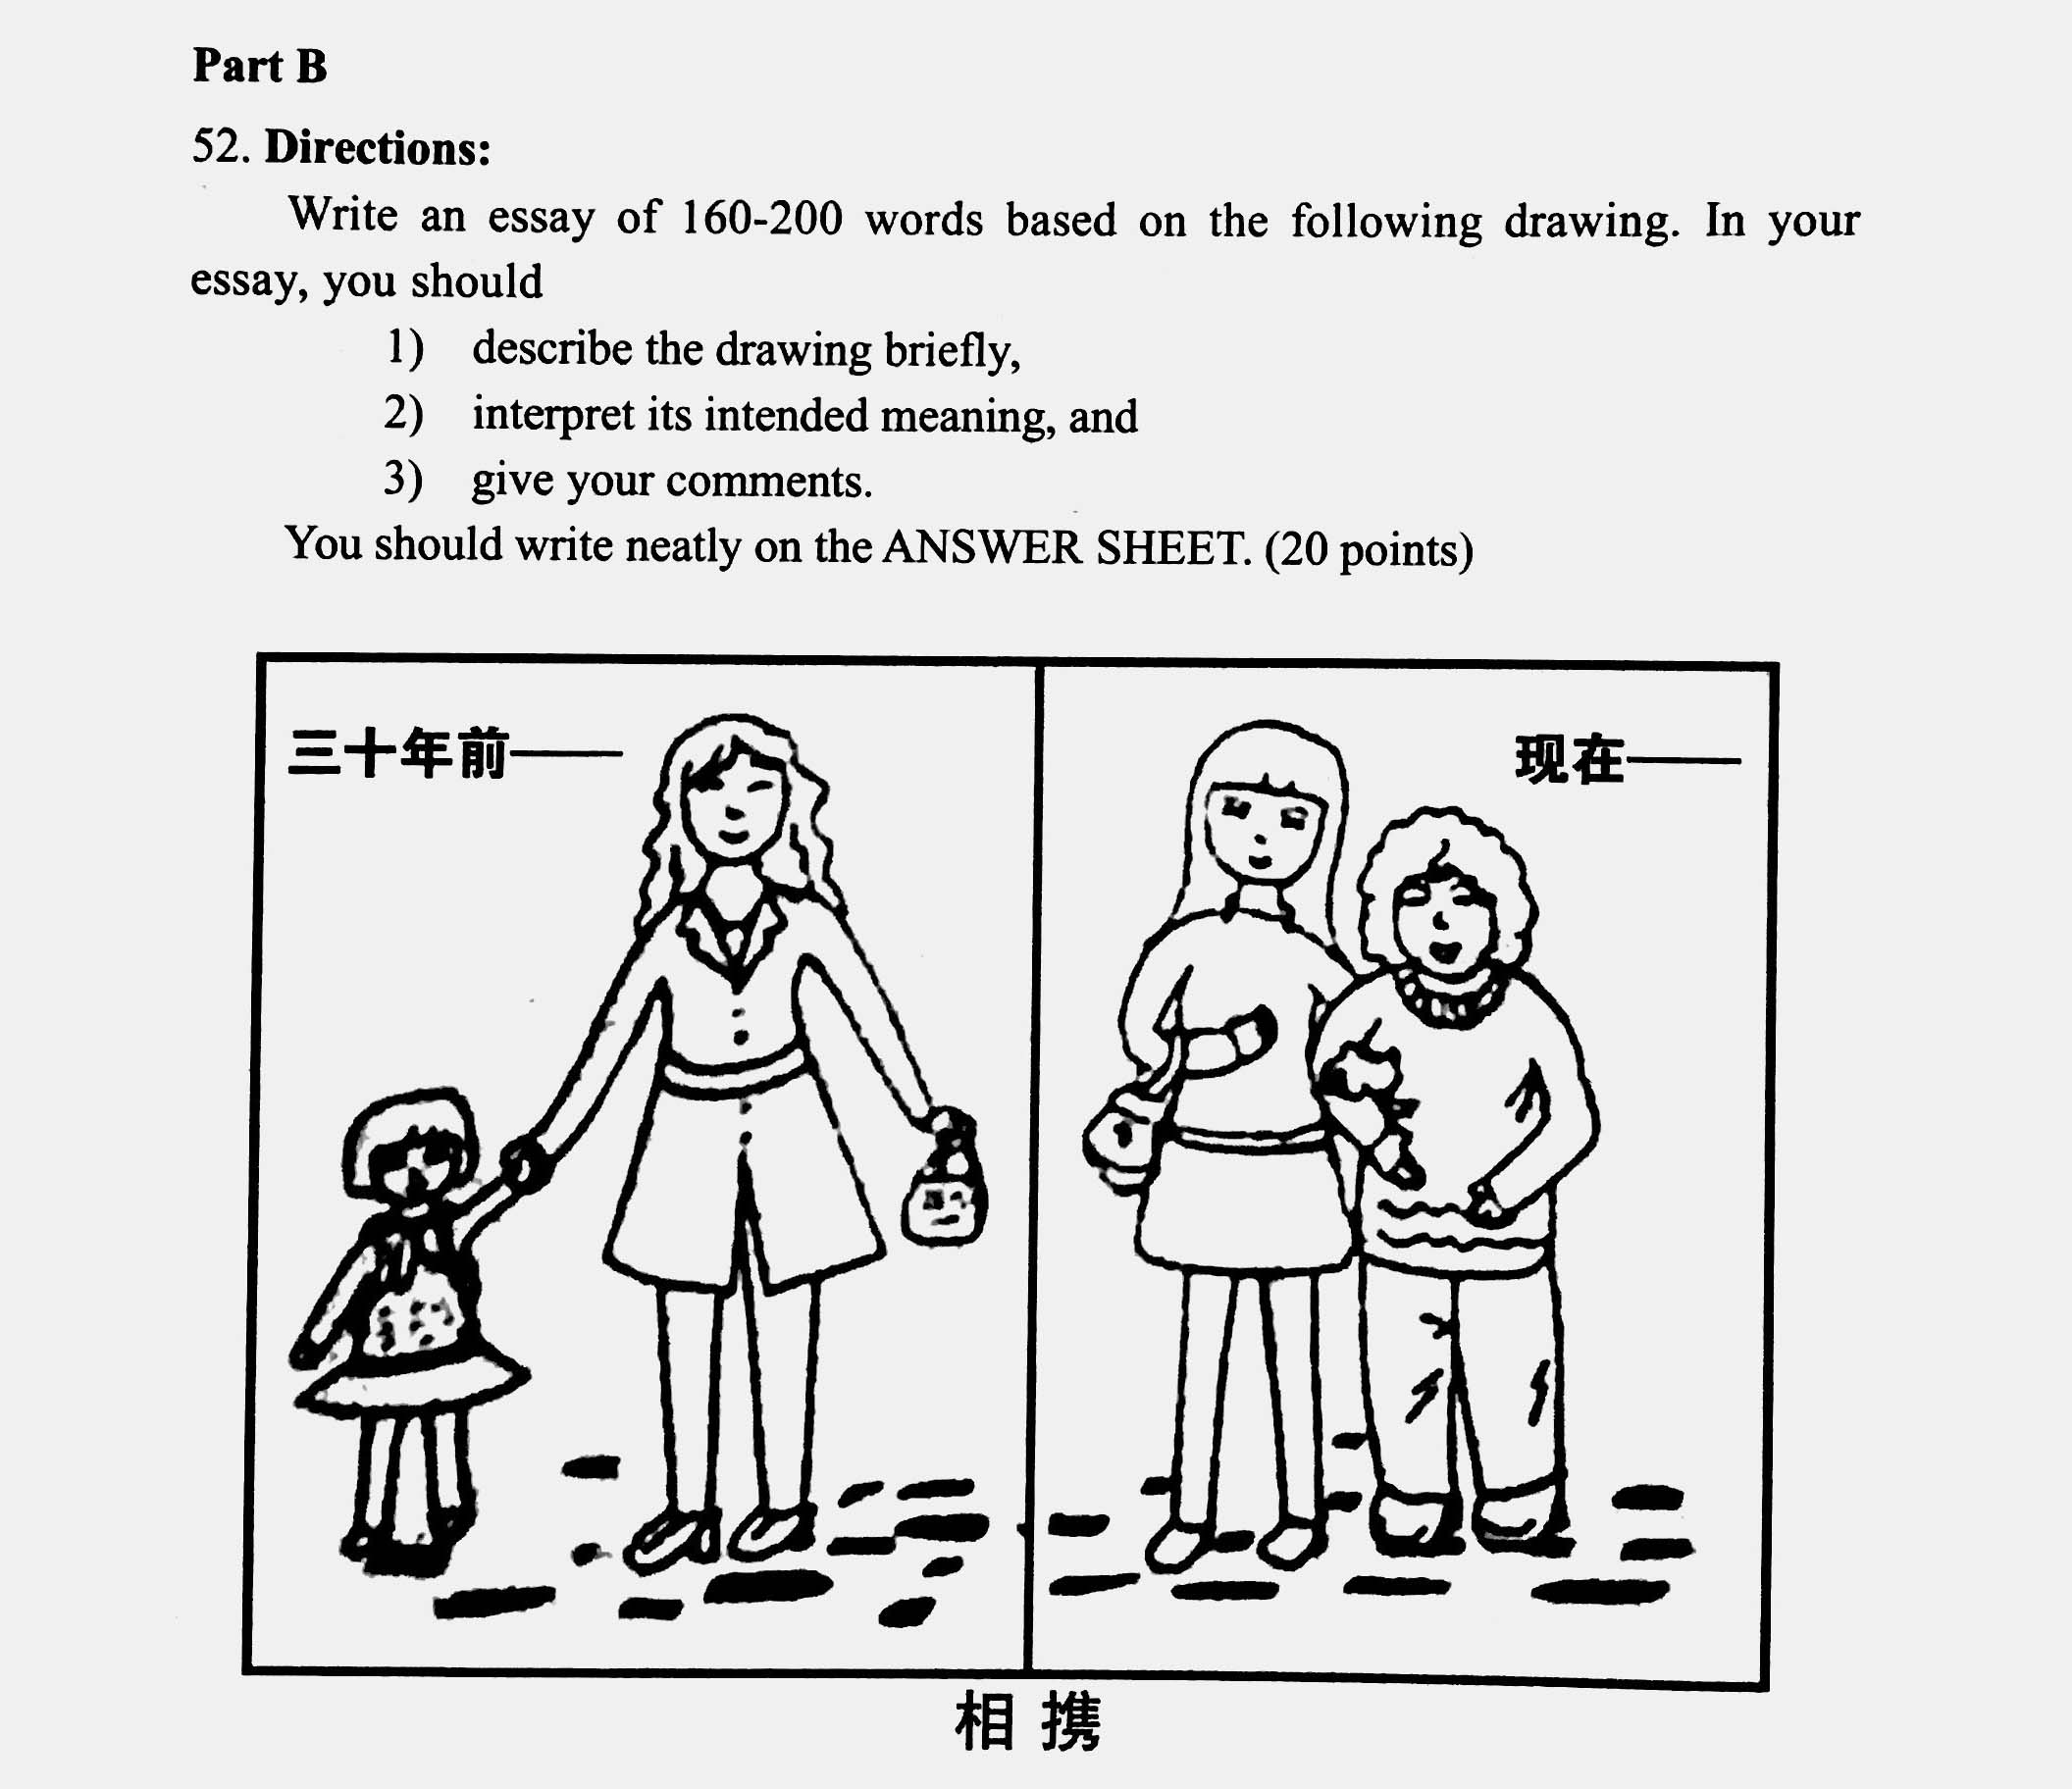 Part B
52. Directions:
Write an essay of 160-200 words based on the following drawing. In your
essay, you should
1) describe the drawing briefly,
2) interpret its intended meaning, and
3) give your comments.
You should write neatly on the ANSWER SHEET. (20 points)
三十年前——
现在——
相 携